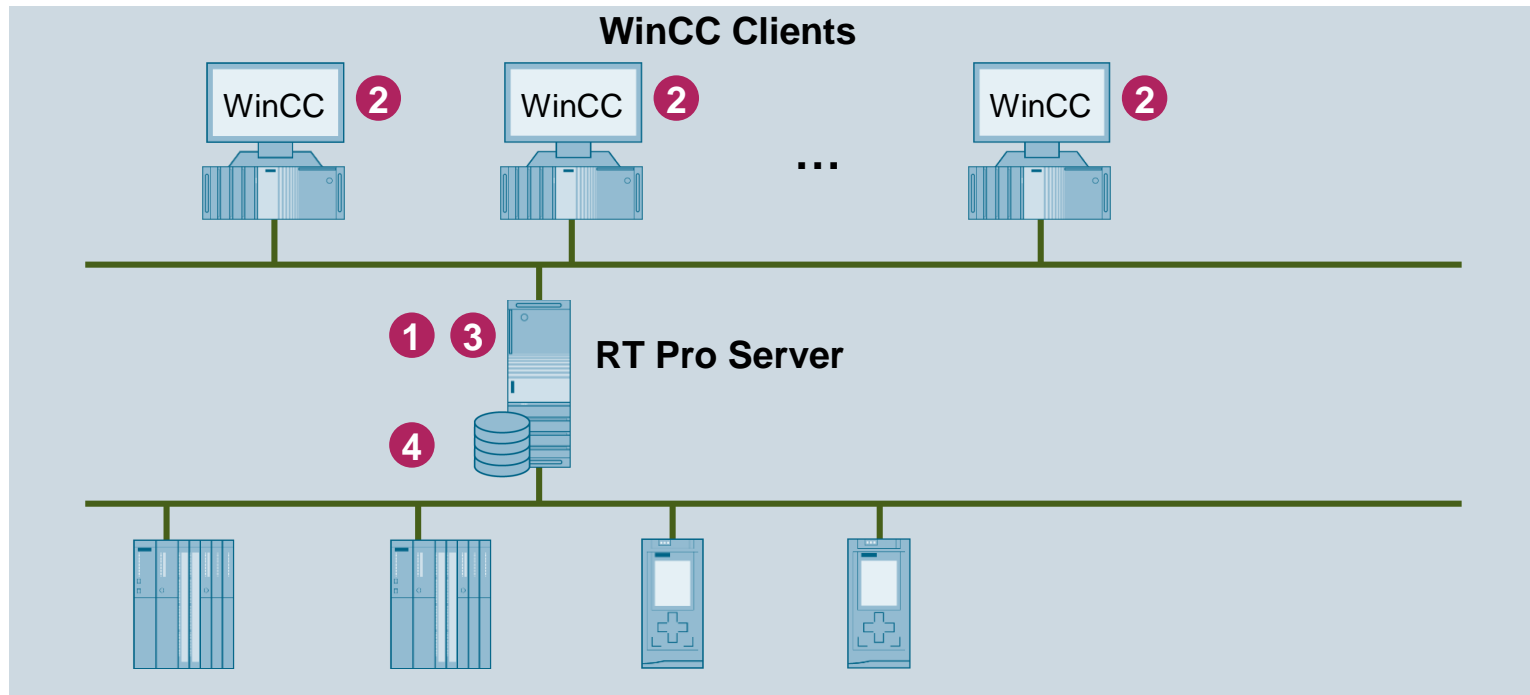 WinCC Clients
WinCC 2 WinCC 2 WinCC 2
...
1 3
RT Pro Server
4